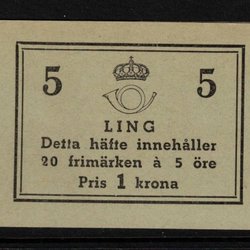 5 5
LING
Detta häfte innehåller
20 frimärken à 5 öre
Pris 1 krona